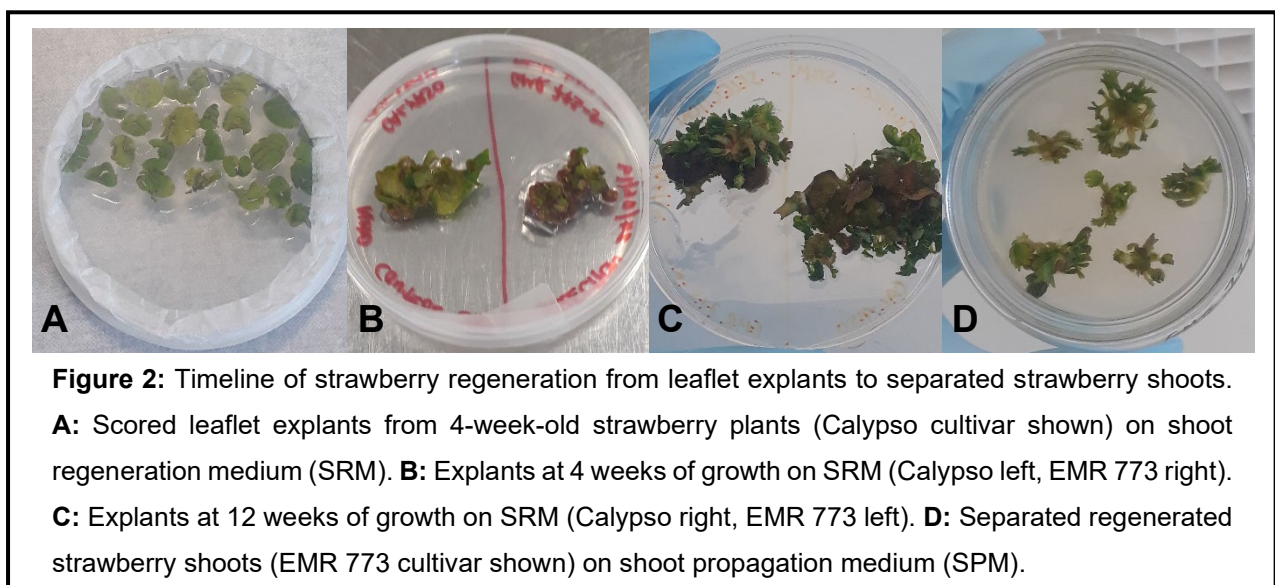 A
B
C
D
Figure 2: Timeline of strawberry regeneration from leaflet explants to separated strawberry shoots.
A: Scored leaflet explants from 4-week-old strawberry plants (Calypso cultivar shown) on shoot
regeneration medium (SRM). B: Explants at 4 weeks of growth on SRM (Calypso left, EMR 773 right).
C: Explants at 12 weeks of growth on SRM (Calypso right, EMR 773 left). D: Separated regenerated
strawberry shoots (EMR 773 cultivar shown) on shoot propagation medium (SPM).